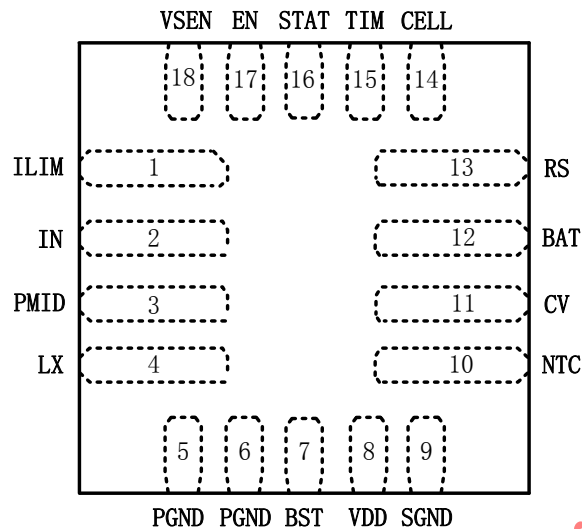 VSEN EN STAT TIM CELL
18 17 16 15 14
ILIM 1 13 RS
IN 2 12 BAT
PMID 3 11 CV
LX 4 10 NTC
5 6 7 8 9
PGND PGND BST VDD SGND